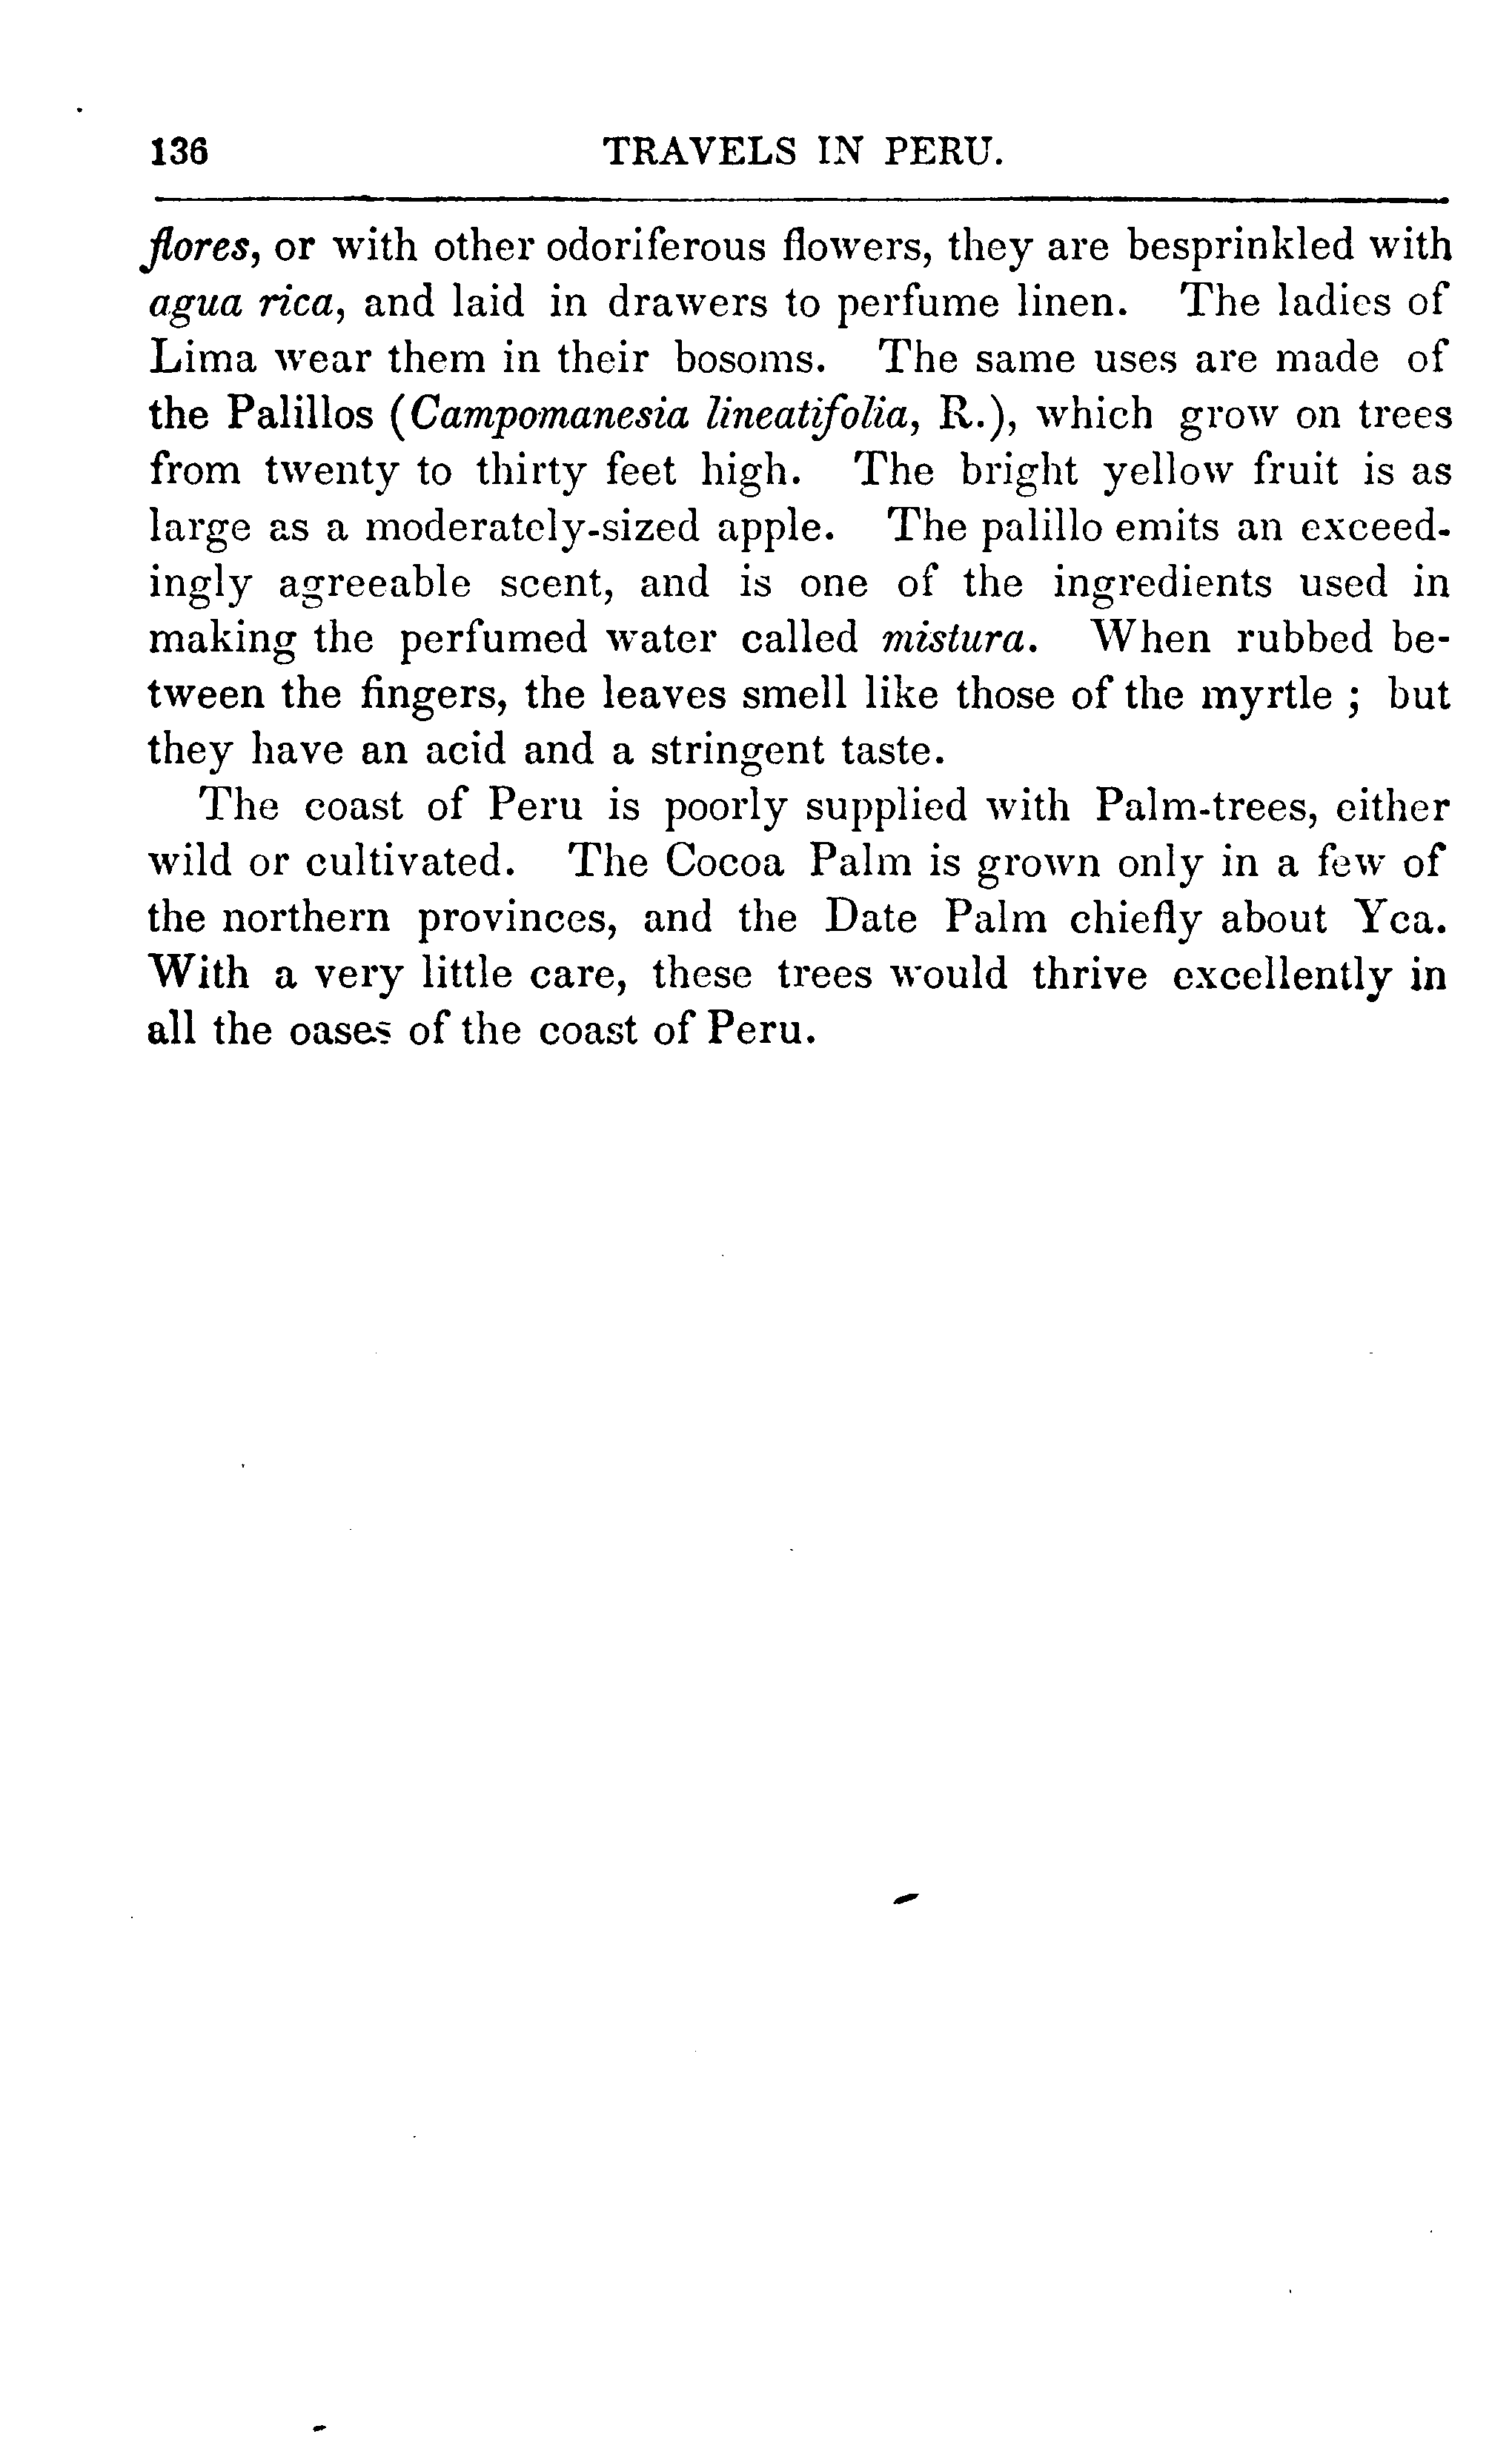 136 TRAVELS IN PERU.
flores, or with other odoriferous flowers, they are besprinkled with
agua rica, and laid in drawers to perfume linen. The ladies of
Lima wear them in their bosoms. The same uses are made of
the Palillos (Campomanesia lineatifolia, R.), which grow on trees
from twenty to thirty feet high. The bright yellow fruit is as
large as a moderately-sized apple. The palillo emits an exceed-
ingly agreeable scent, and is one of the ingredients used in
making the perfumed water called mistura. When rubbed be-
tween the fingers, the leaves smell like those of the myrtle ; but
they have an acid and a stringent taste.
The coast of Peru is poorly supplied with Palm-trees, either
wild or cultivated. The Cocoa Palm is grown only in a few of
the northern provinces, and the Date Palm chiefly about Yca.
With a very little care, these trees would thrive excellently in
all the oases of the coast of Peru.